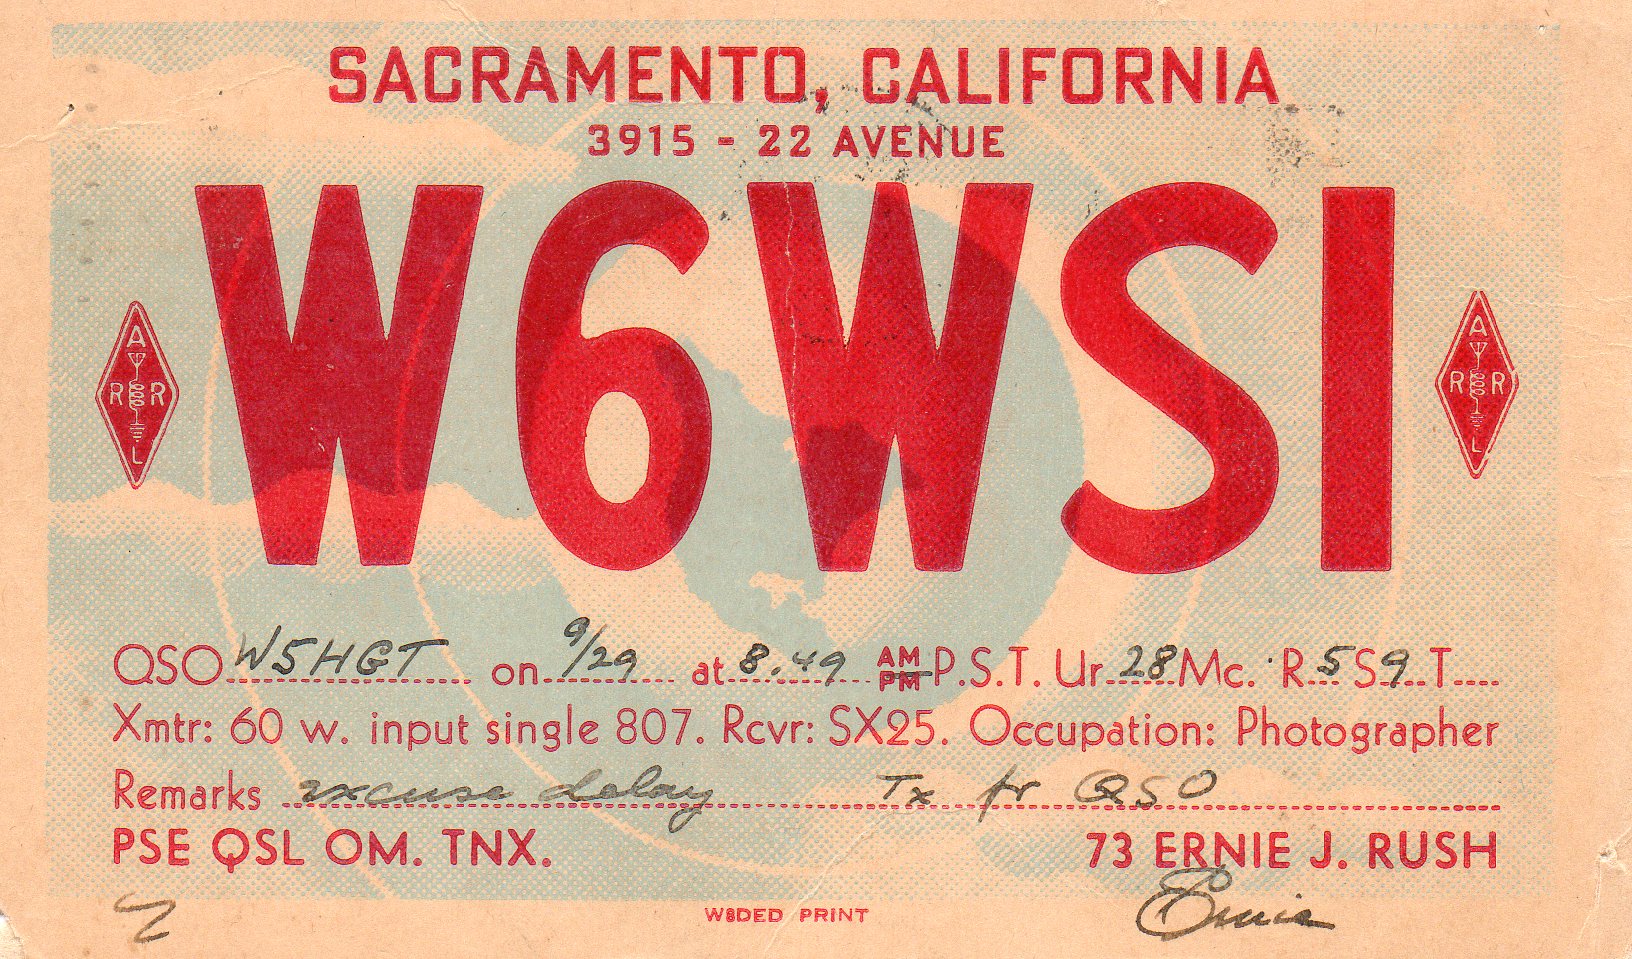 SACRAMENTO, CALIFORNIA
3915 - 22 AVENUE
W6WSI
A
R R
L
A
R R
L
QSO W5HGT on 9/29 at 8.49 AM PM P.S.T. Ur 28 Mc. R 5 S 9 T
Xmtr: 60 w. input single 807. Rcvr: SX25. Occupation: Photographer
Remarks excuse delay Tx fr QSO
PSE QSL OM. TNX. 73 ERNIE J. RUSH
W8DED PRINT Ernie